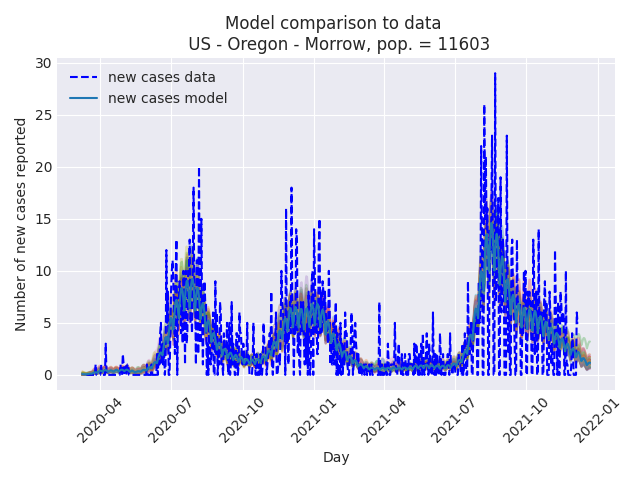 Model comparison to data
US - Oregon - Morrow, pop. = 11603
new cases data
new cases model
Number of new cases reported
30
25
20
15
10
5
0
2020-04
2020-07
2020-10
2021-01
2021-04
2021-07
2021-10
2022-01
Day